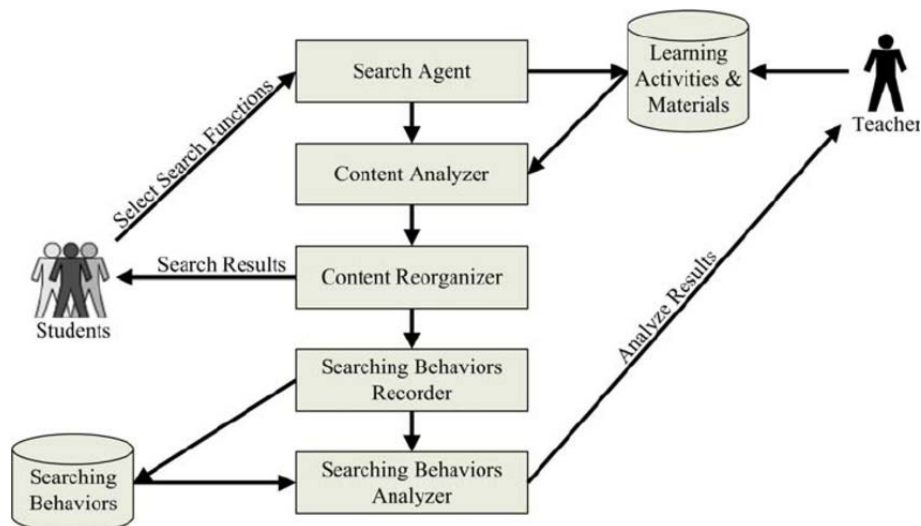 Search Agent
Learning
Activities &
Materials
Teacher
Select Search Functions
Content Analyzer
Search Results
Content Reorganizer
Students
Analyze Results
Searching Behaviors
Recorder
Searching
Behaviors
Searching Behaviors
Analyzer